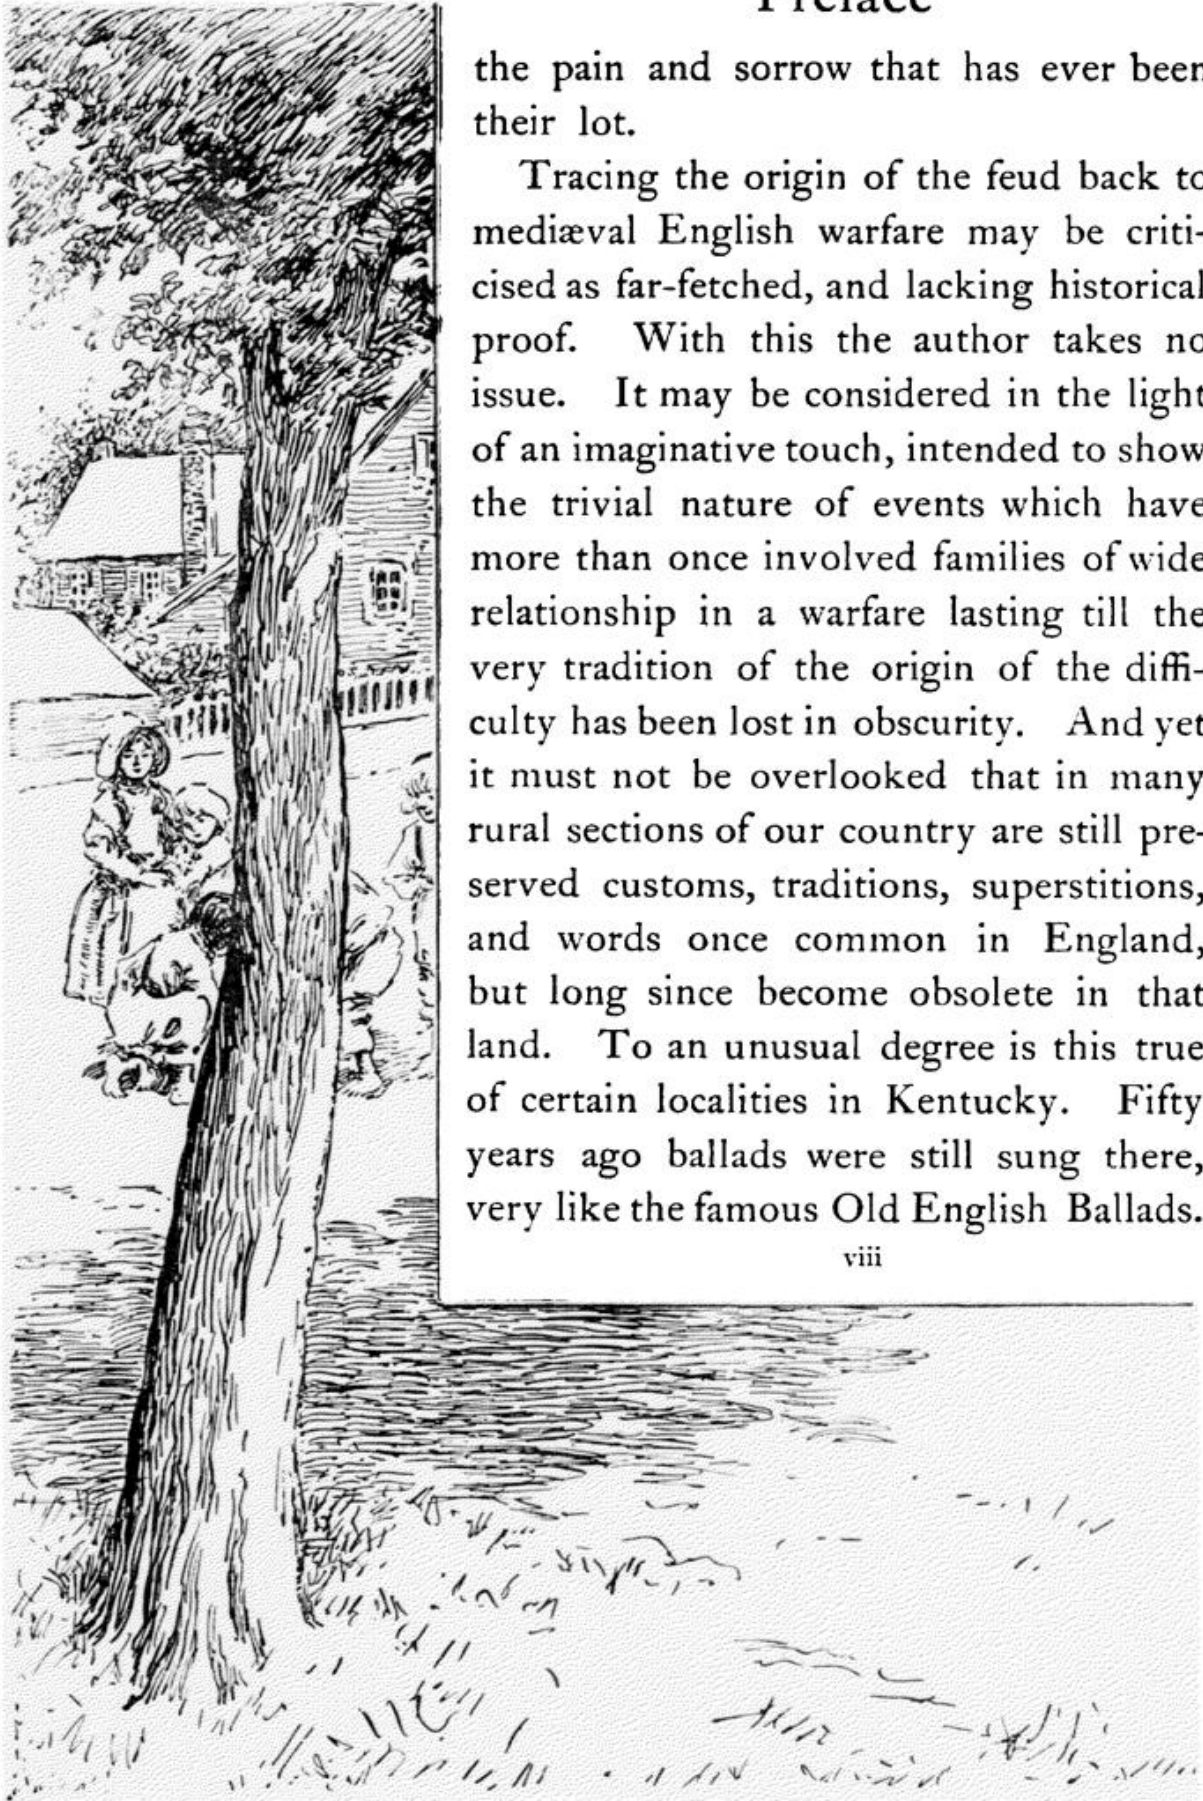 Preface
the pain and sorrow that has ever been
their lot.
Tracing the origin of the feud back to
mediæval English warfare may be criti-
cised as far-fetched, and lacking historical
proof. With this the author takes no
issue. It may be considered in the light
of an imaginative touch, intended to show
the trivial nature of events which have
more than once involved families of wide
relationship in a warfare lasting till the
very tradition of the origin of the diffi-
culty has been lost in obscurity. And yet
it must not be overlooked that in many
rural sections of our country are still pre-
served customs, traditions, superstitions,
and words once common in England,
but long since become obsolete in that
land. To an unusual degree is this true
of certain localities in Kentucky. Fifty
years ago ballads were still sung there,
very like the famous Old English Ballads.
viii